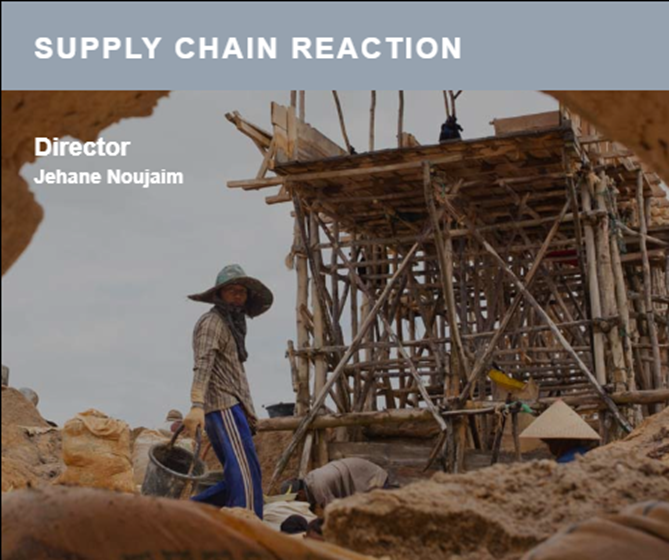 SUPPLY CHAIN REACTION
Director
Jehane Noujaim